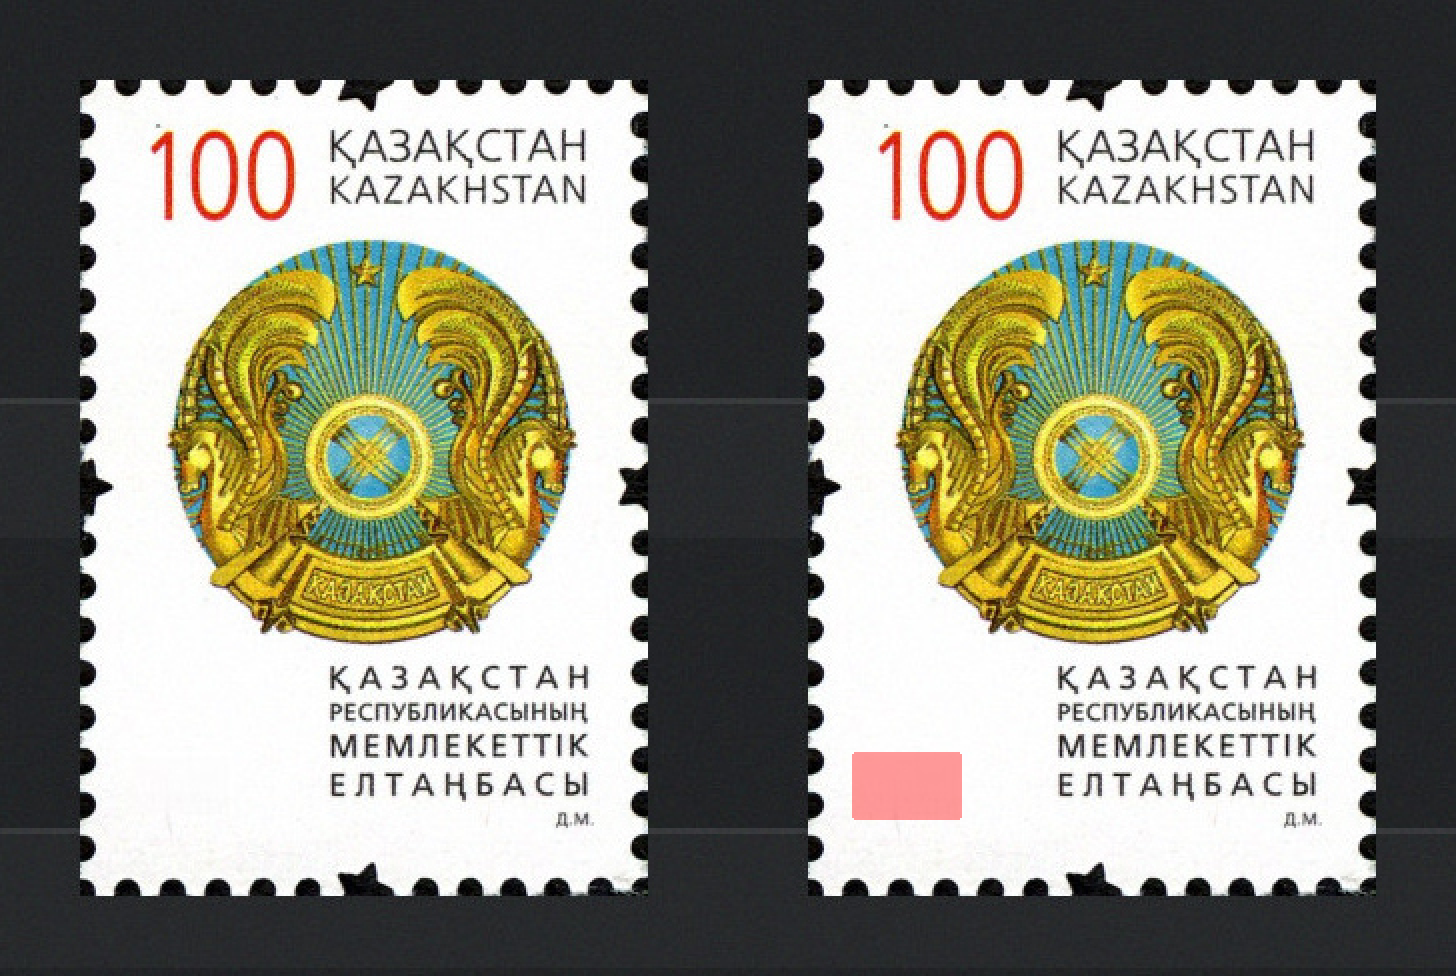 100
ҚАЗАҚСТАН
KAZAKHSTAN
ҚАЗАҚСТАН
ҚАЗАҚСТАН
РЕСПУБЛИКАСЫНЫҢ
МЕМЛЕКЕТТІК
ЕЛТАҢБАСЫ
Д.М.
100
ҚАЗАҚСТАН
KAZAKHSTAN
ҚАЗАҚСТАН
ҚАЗАҚСТАН
РЕСПУБЛИКАСЫНЫҢ
МЕМЛЕКЕТТІК
ЕЛТАҢБАСЫ
Д.М.